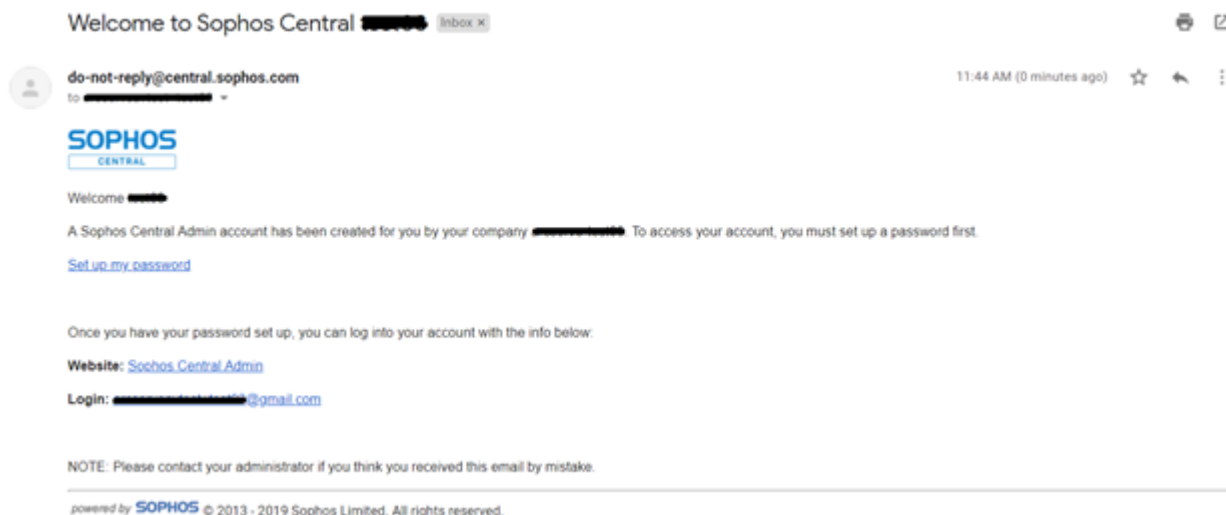 Welcome to Sophos Central
Inbox ×
do-not-reply@central.sophos.com
11:44 AM (0 minutes ago)
to
SOPHOS
CENTRAL
Welcome
A Sophos Central Admin account has been created for you by your company . To access your account, you must set up a password first.
Set up my password
Once you have your password set up, you can log into your account with the info below:
Website: Sophos Central Admin
Login: @gmail.com
NOTE: Please contact your administrator if you think you received this email by mistake.
powered by SOPHOS © 2013 - 2019 Sophos Limited. All rights reserved.